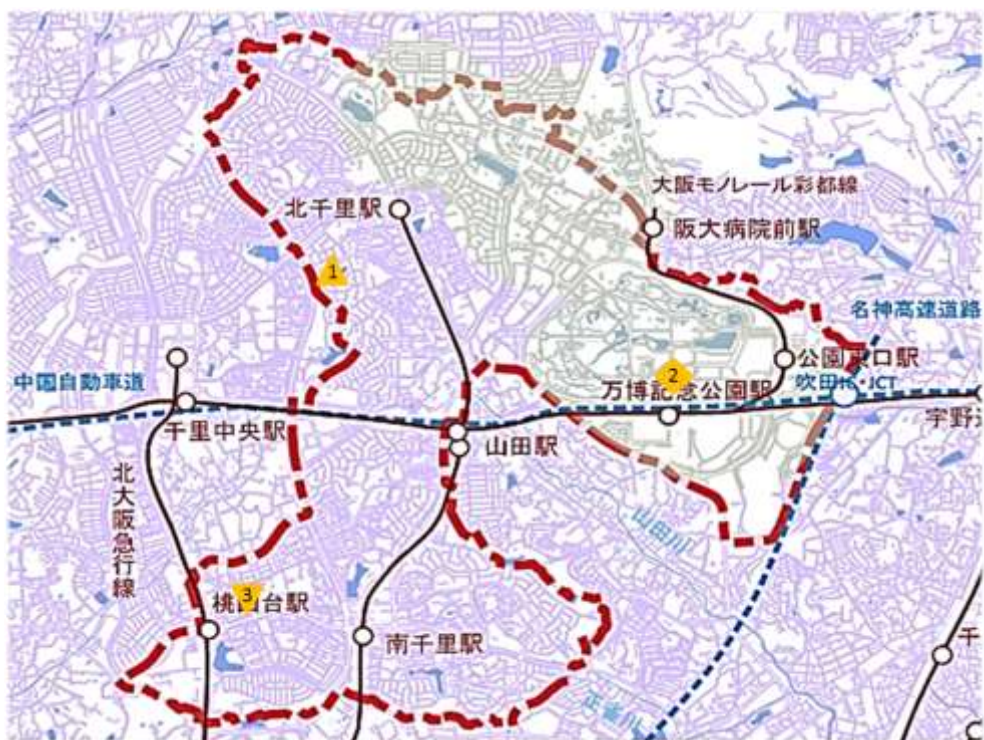 大阪モノレール彩都線
北千里駅
阪大病院前駅
1
名神高速道路
公園東口駅
2
中国自動車道
万博記念公園駅
吹田IC・JCT
千里中央駅
山田駅
北大阪急行線
山田川
3
桃山台駅
南千里駅
正雀川